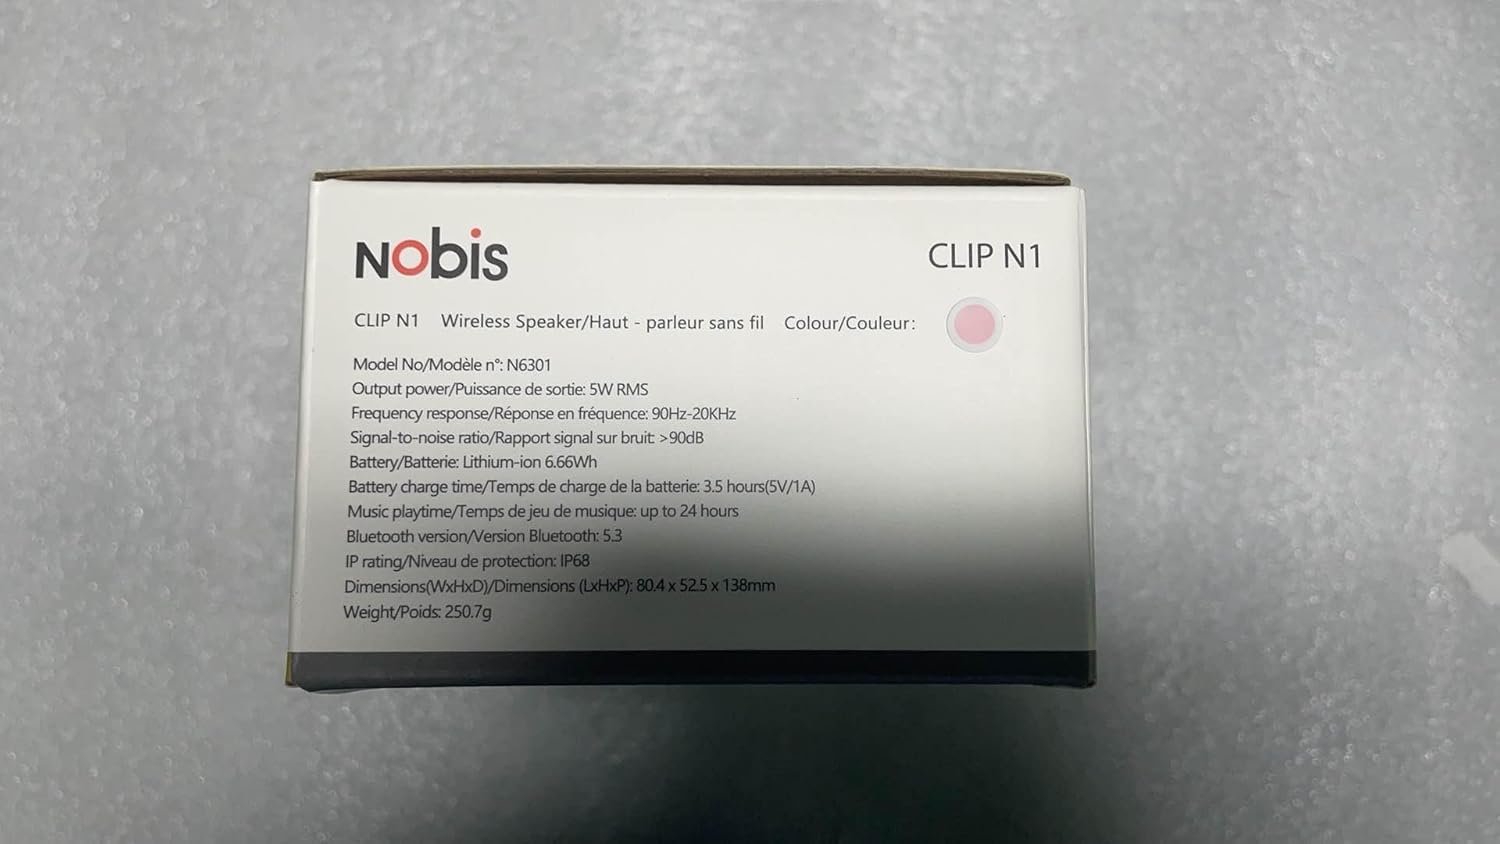 Nobis
CLIP N1
CLIP N1 Wireless Speaker/Haut - parleur sans fil Colour/Couleur:
Model No/Modèle n°: N6301
Output power/Puissance de sortie: 5W RMS
Frequency response/Réponse en fréquence: 90Hz-20KHz
Signal-to-noise ratio/Rapport signal sur bruit: >90dB
Battery/Batterie: Lithium-ion 6.66Wh
Battery charge time/Temps de charge de la batterie: 3.5 hours(5V/1A)
Music playtime/Temps de jeu de musique: up to 24 hours
Bluetooth version/Version Bluetooth: 5.3
IP rating/Niveau de protection: IP68
Dimensions(WxHxD)/Dimensions (LxHxP): 80.4 x 52.5 x 138mm
Weight/Poids: 250.7g